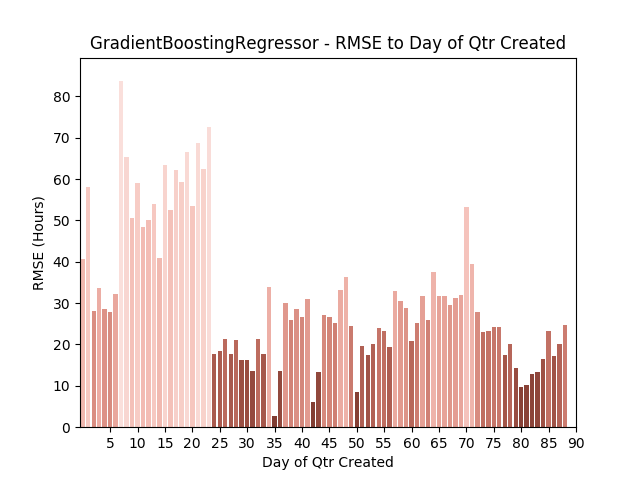 GradientBoostingRegressor - RMSE to Day of Qtr Created
80
70
60
50
40
30
20
10
0
RMSE (Hours)
5 10 15 20 25 30 35 40 45 50 55 60 65 70 75 80 85 90
Day of Qtr Created